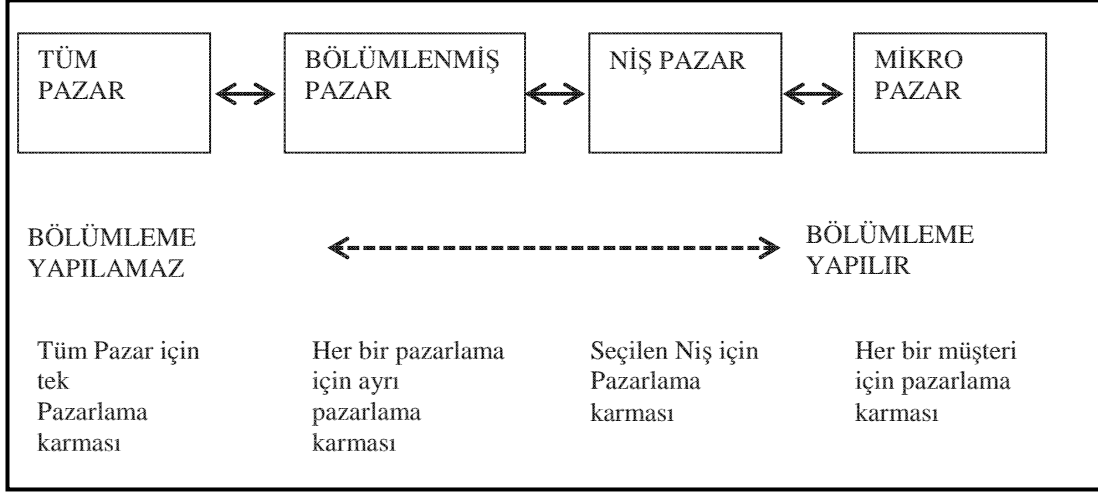 TÜM
PAZAR
BÖLÜMLENMİŞ
PAZAR
NİŞ PAZAR
MİKRO
PAZAR
BÖLÜMLEME
YAPILAMAZ
BÖLÜMLEME
YAPILIR
Tüm Pazar için
tek
Pazarlama
karması
Her bir pazarlama
için ayrı
pazarlama
karması
Seçilen Niş için
Pazarlama
karması
Her bir müşteri
için pazarlama
karması